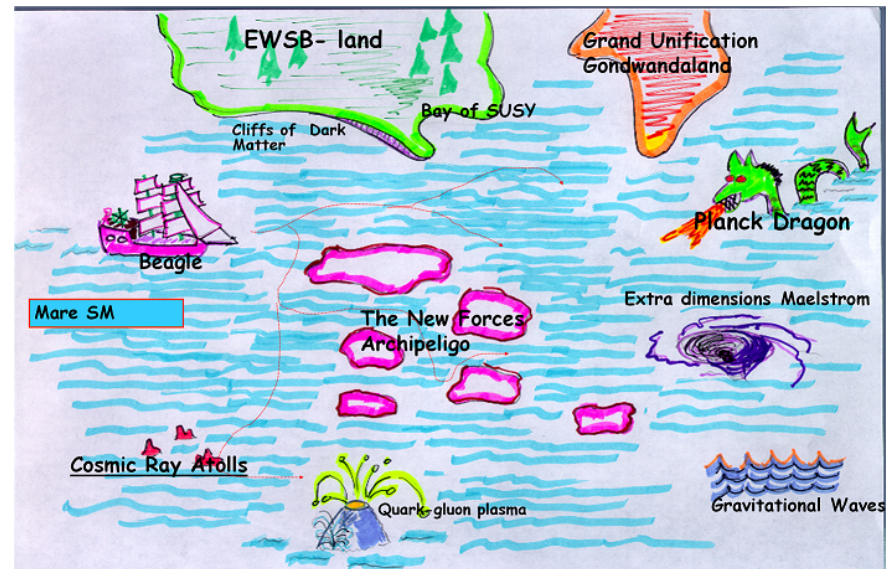 EWSB- land
Grand Unification
Gondwandaland
Bay of SUSY
Cliffs of Dark
Matter
Planck Dragon
Beagle
Extra dimensions Maelstrom
Mare SM
The New Forces
Archipeligo
Cosmic Ray Atolls
Quark-gluon plasma
Gravitational Waves